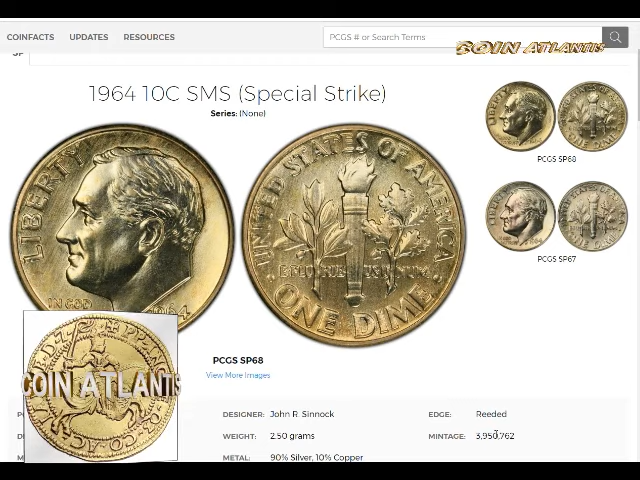 COINFACTS UPDATES RESOURCES PCGS # or Search Terms
COIN ATLANTIS
SP
1964 10C SMS (Special Strike)
Series: (None)
LIBERTY
IN GOD
1964
UNITED STATES OF AMERICA
E PLURIBUS UNUM
ONE DIME
PCGS SP68
PCGS SP67
PCGS SP68
View More Images
COIN ATLANTIS
DESIGNER: John R. Sinnock
EDGE: Reeded
WEIGHT: 2.50 grams
MINTAGE: 3,950,762
METAL: 90% Silver, 10% Copper